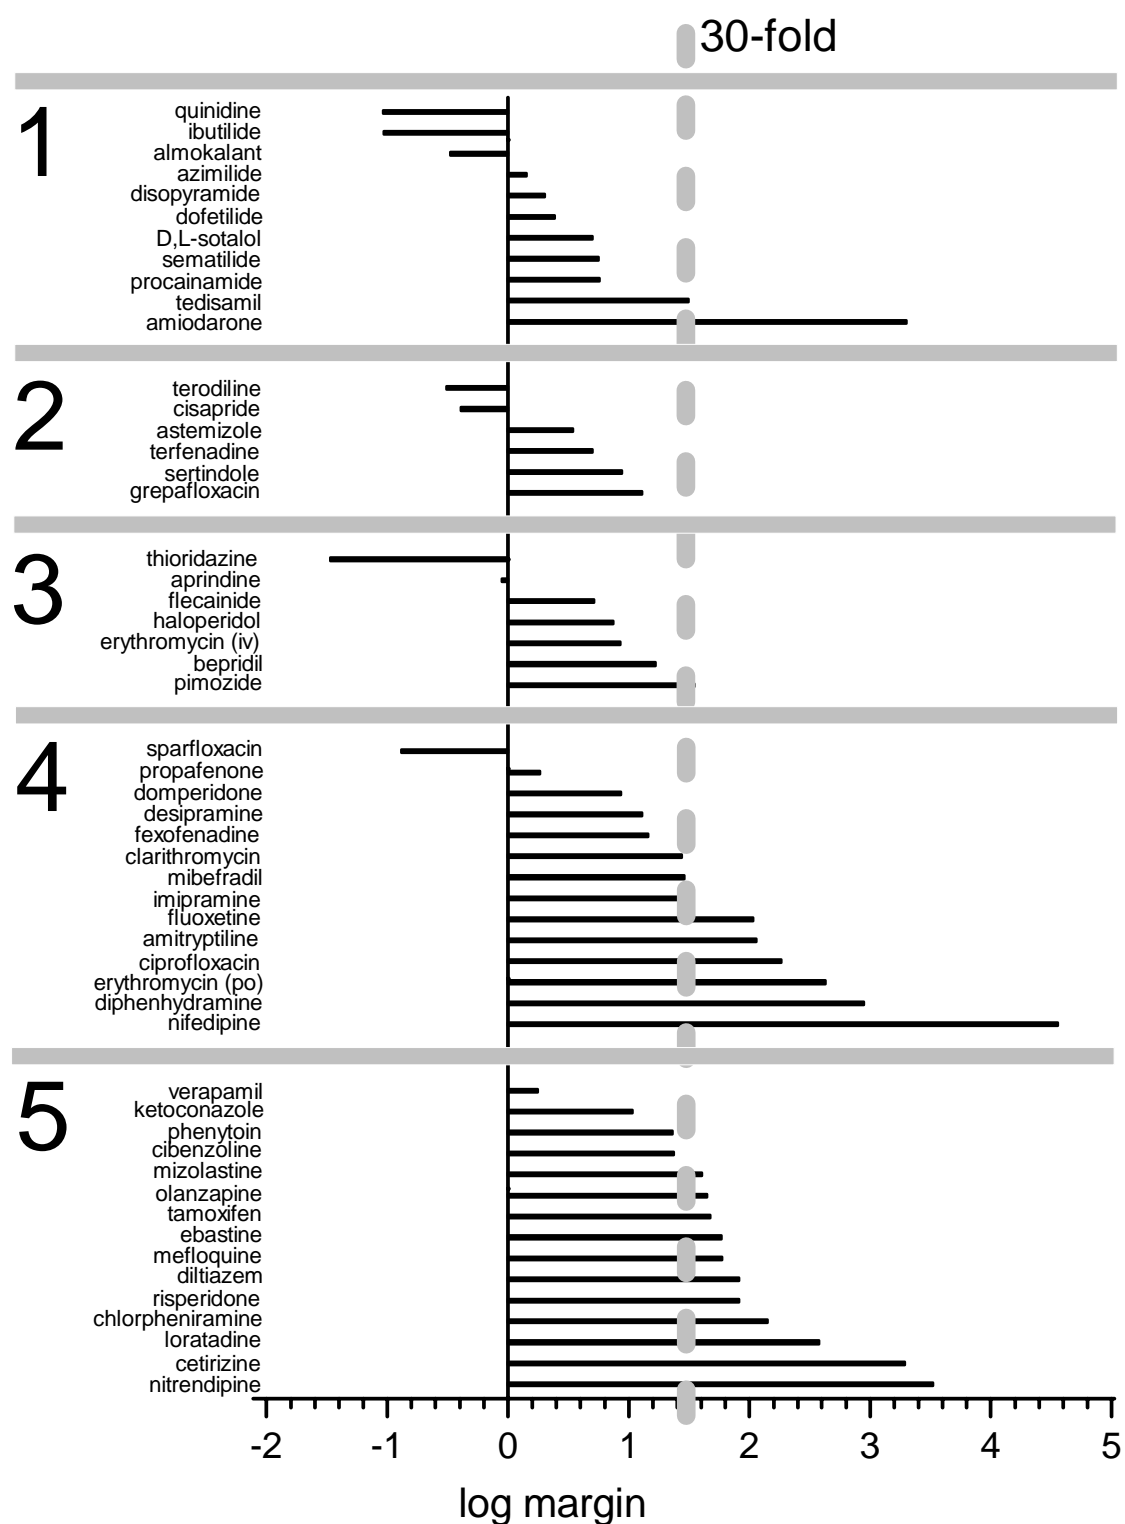 30-fold
1
quinidine
ibutilide
almokalant
azimilide
disopyramide
dofetilide
D,L-sotalol
sematilide
procainamide
tedisamil
amiodarone
2
terodiline
cisapride
astemizole
terfenadine
sertindole
grepafloxacin
3
thioridazine
aprindine
flecainide
haloperidol
erythromycin (iv)
bepridil
pimozide
4
sparfloxacin
propafenone
domperidone
desipramine
fexofenadine
clarithromycin
mibefradil
imipramine
fluoxetine
amitryptiline
ciprofloxacin
erythromycin (po)
diphenhydramine
nifedipine
5
verapamil
ketoconazole
phenytoin
cibenzoline
mizolastine
olanzapine
tamoxifen
ebastine
mefloquine
diltiazem
risperidone
chlorpheniramine
loratadine
cetirizine
nitrendipine
-2 -1 0 1 2 3 4 5
log margin